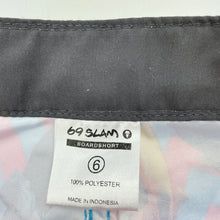 69 SLAM
BOARDSHORT
6
100% POLYESTER
MADE IN INDONESIA